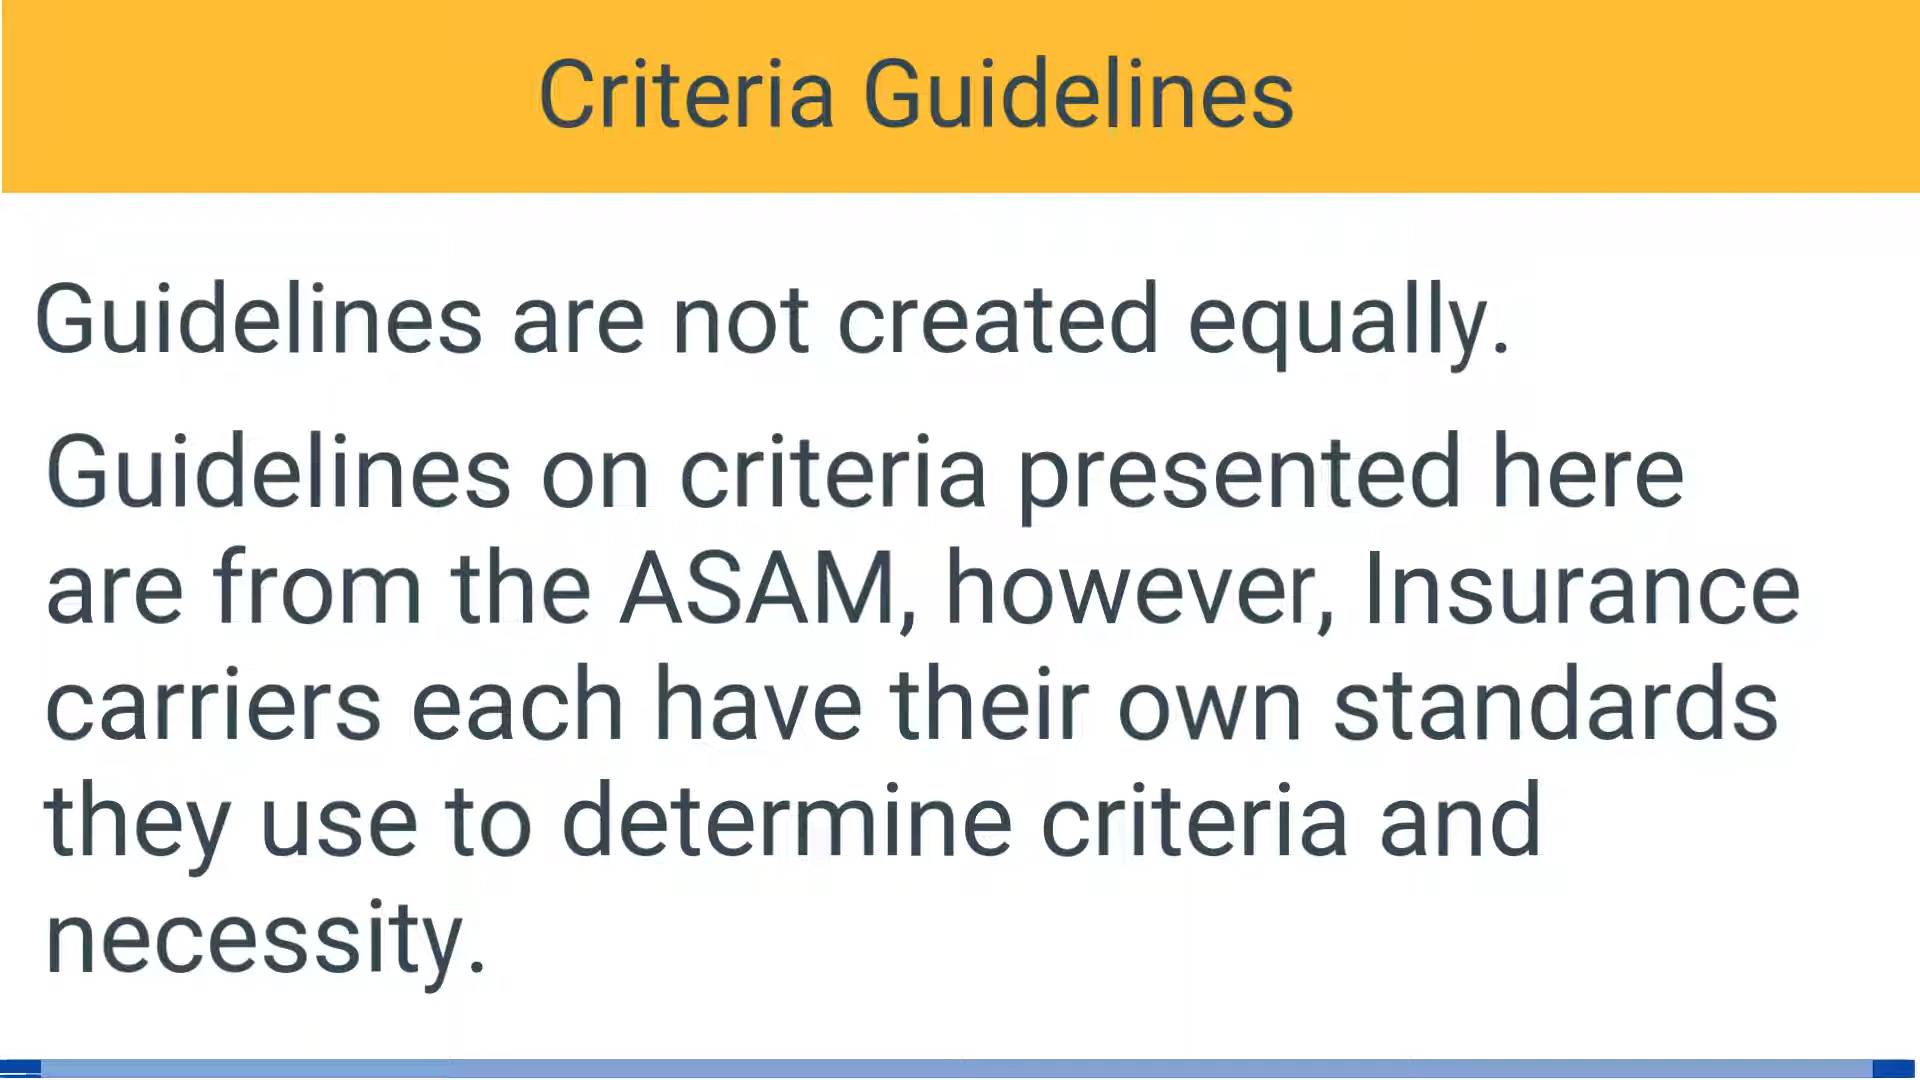 Criteria Guidelines
Guidelines are not created equally.
Guidelines on criteria presented here
are from the ASAM, however, Insurance
carriers each have their own standards
they use to determine criteria and
necessity.